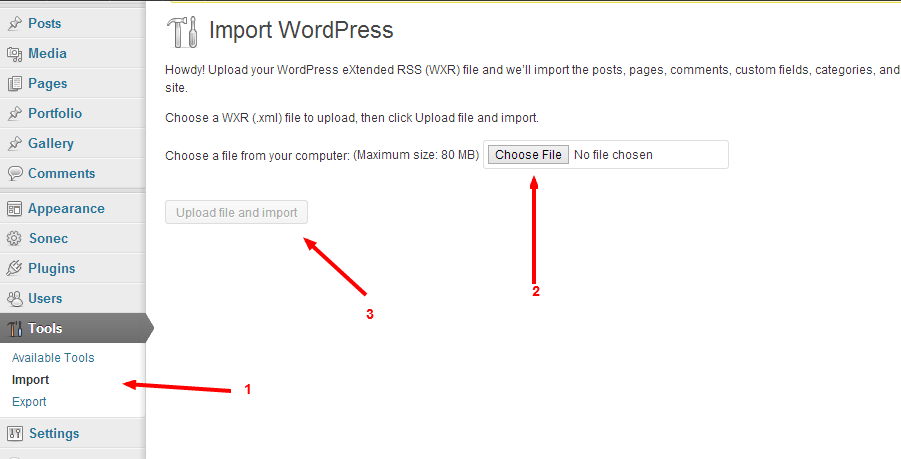 Posts
Media
Pages
Portfolio
Gallery
Comments
Appearance
Sonec
Plugins
Users
Tools
Available Tools
Import
Export
Settings
Import WordPress
Howdy! Upload your WordPress eXtended RSS (WXR) file and we'll import the posts, pages, comments, custom fields, categories, and
site.
Choose a WXR (.xml) file to upload, then click Upload file and import.
Choose a file from your computer: (Maximum size: 80 MB) Choose File No file chosen
Upload file and import
2
3
1